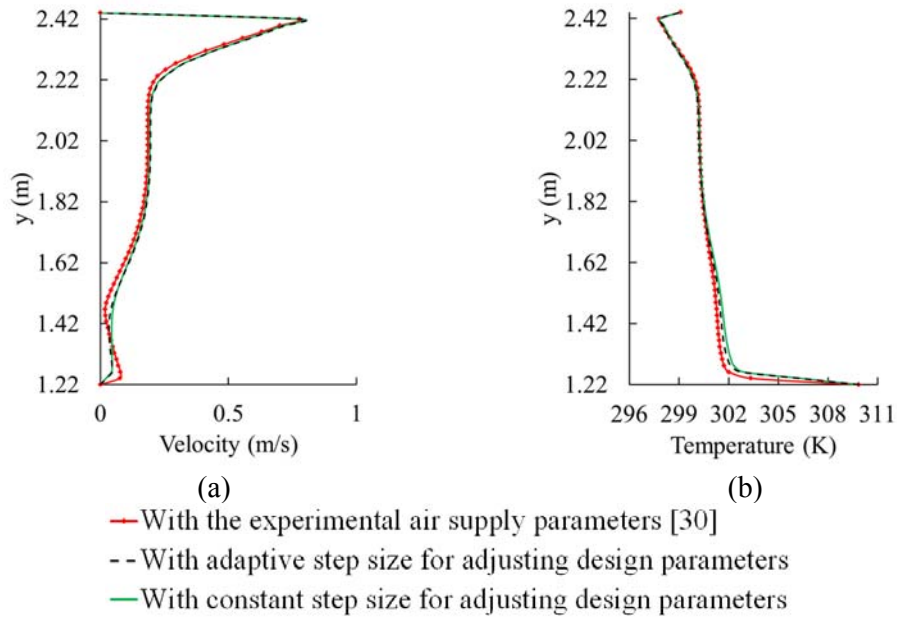 2.42
2.22
2.02
1.82
1.62
1.42
1.22
y (m)
0 0.5 1
Velocity (m/s)
(a)
2.42
2.22
2.02
1.82
1.62
1.42
1.22
y (m)
296 299 302 305 308 311
Temperature (K)
(b)
With the experimental air supply parameters [30]
With adaptive step size for adjusting design parameters
With constant step size for adjusting design parameters